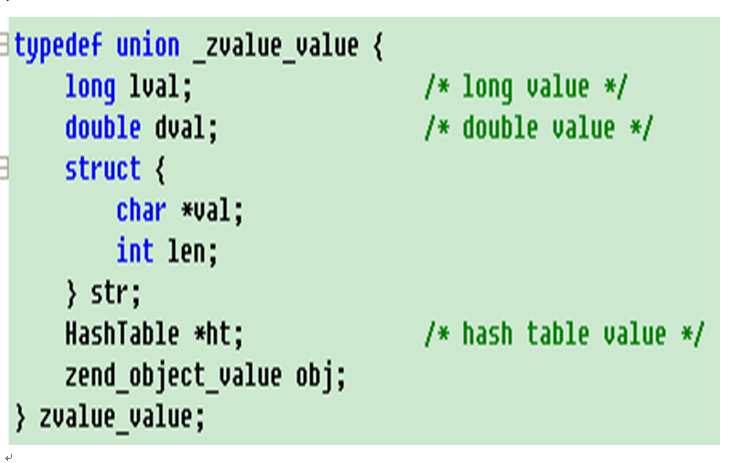 typedef union _zvalue_value {
    long lval;                  /* long value */
    double dval;                /* double value */
    struct {
        char *val;
        int len;
    } str;
    HashTable *ht;              /* hash table value */
    zend_object_value obj;
} zvalue_value;